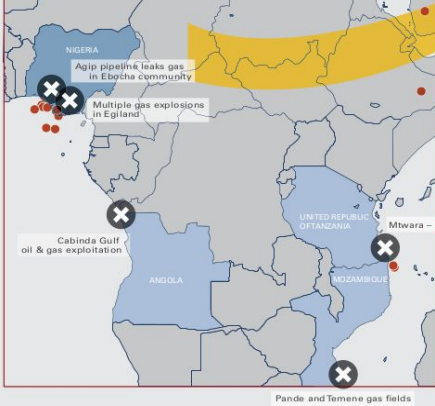 NIGERIA
Agip pipeline leaks gas
in Ebocha community
Multiple gas explosions
in Egiland
UNITED REPUBLIC
OFTANZANIA
Mtwara –
Cabinda Gulf
oil & gas exploitation
ANGOLA
MOZAMBIQUE
Pande and Temene gas fields